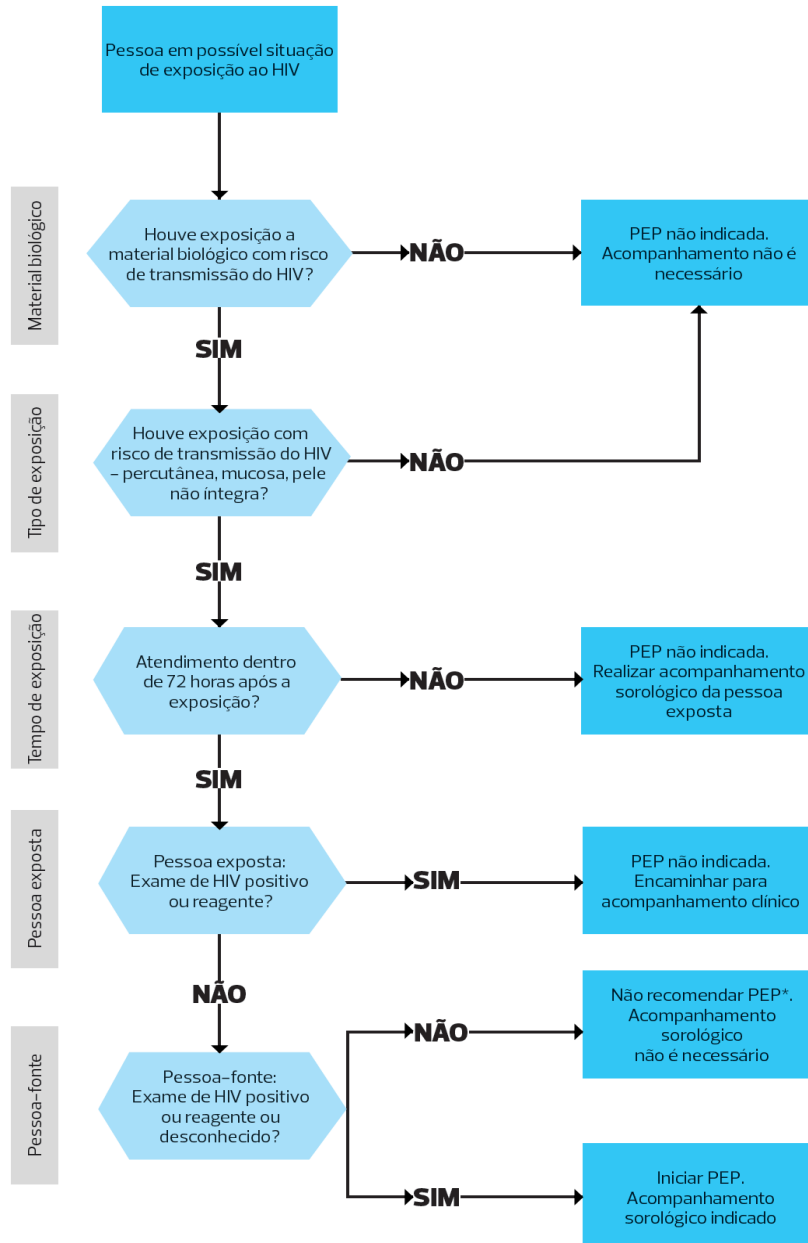 Pessoa em possível situação
de exposição ao HIV
Material biológico
Houve exposição a
material biológico com risco
de transmissão do HIV?
NÃO
PEP não indicada.
Acompanhamento não é
necessário
SIM
Tipo de exposição
Houve exposição com
risco de transmissão do HIV
– percutânea, mucosa, pele
não íntegra?
NÃO
SIM
Tempo de exposição
Atendimento dentro
de 72 horas após a
exposição?
NÃO
PEP não indicada.
Realizar acompanhamento
sorológico da pessoa
exposta
SIM
Pessoa exposta
Pessoa exposta:
Exame de HIV positivo
ou reagente?
SIM
PEP não indicada.
Encaminhar para
acompanhamento clínico
NÃO
Pessoa-fonte
Pessoa-fonte:
Exame de HIV positivo
ou reagente ou
desconhecido?
NÃO
Não recomendar PEP*.
Acompanhamento
sorológico
não é necessário
SIM
Iniciar PEP.
Acompanhamento
sorológico indicado